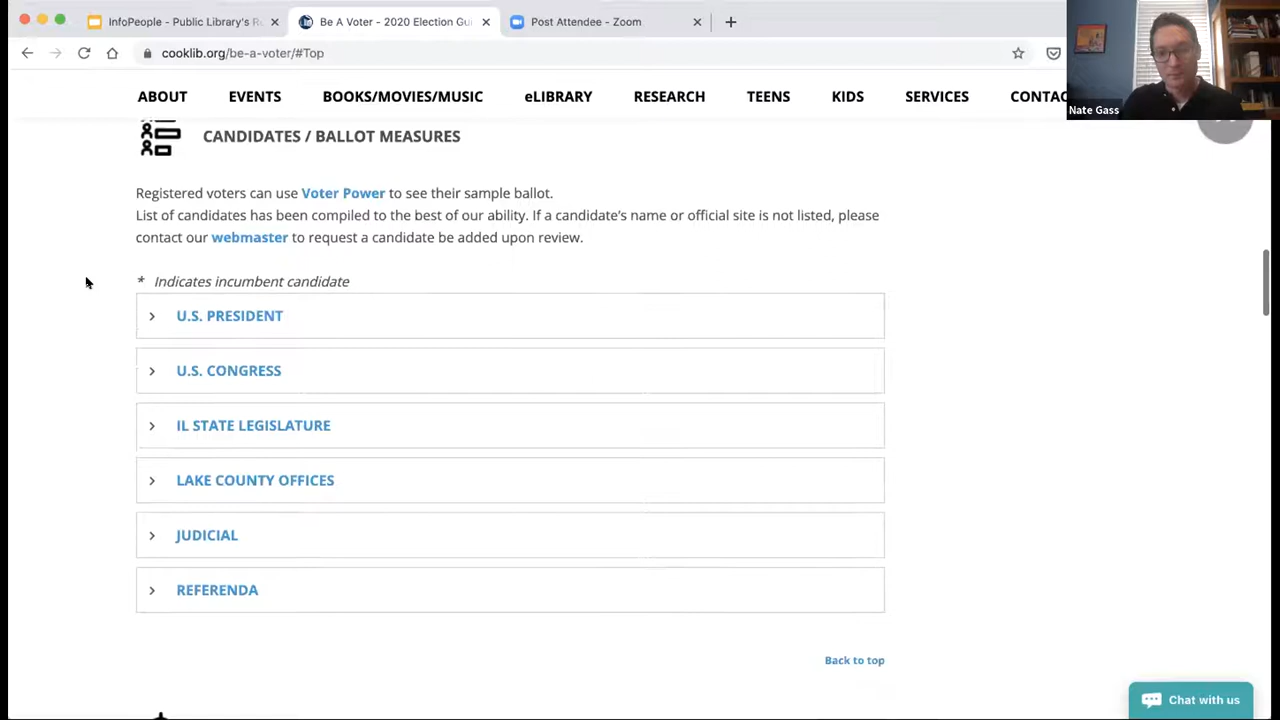 InfoPeople - Public Library's R
Be A Voter - 2020 Election Gu
Post Attendee - Zoom
cooklib.org/be-a-voter/#Top
Nate Gass
ABOUT EVENTS BOOKS/MOVIES/MUSIC eLIBRARY RESEARCH TEENS KIDS SERVICES CONTAC
CANDIDATES / BALLOT MEASURES
Registered voters can use Voter Power to see their sample ballot.
List of candidates has been compiled to the best of our ability. If a candidate's name or official site is not listed, please
contact our webmaster to request a candidate be added upon review.
* Indicates incumbent candidate
U.S. PRESIDENT
U.S. CONGRESS
IL STATE LEGISLATURE
LAKE COUNTY OFFICES
JUDICIAL
REFERENDA
Back to top
Chat with us